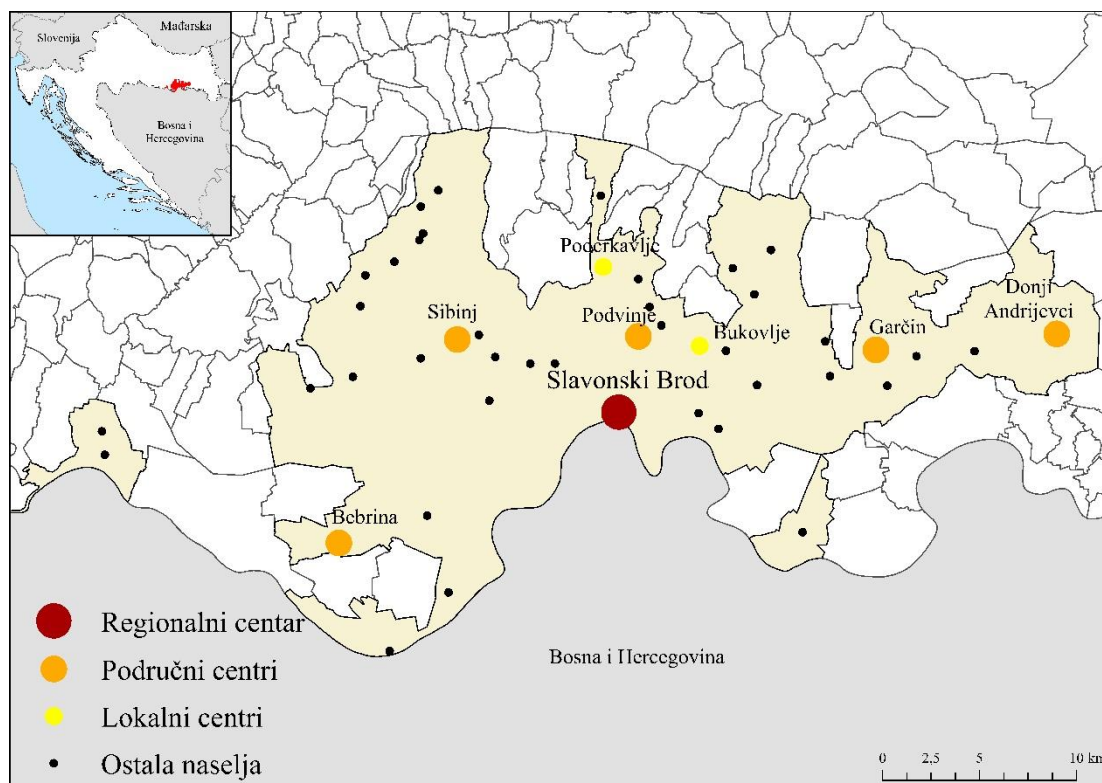 Mađarska
Slovenija
Bosna i
Hercegovina
Podcrkavlje
Sibinj
Podvinje
Bukovlje
Garčin
Donji
Andrijevci
Slavonski Brod
Bebrina
Bosna i Hercegovina
Regionalni centar
Područni centri
Lokalni centri
Ostala naselja
0 2,5 5 10 km